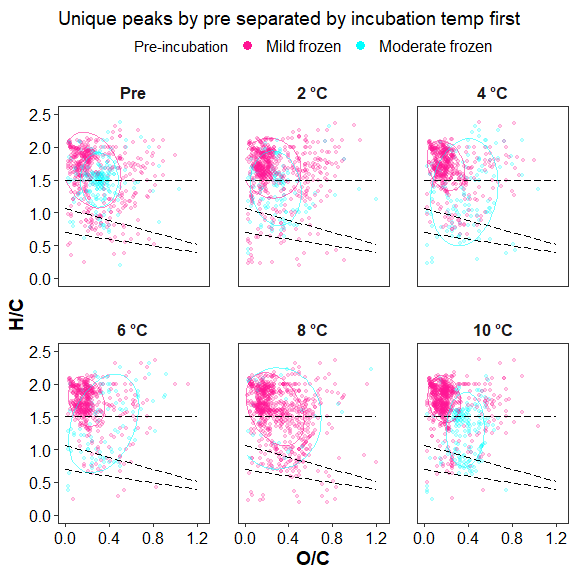 Unique peaks by pre separated by incubation temp first
Pre-incubation Mild frozen Moderate frozen
Pre 2 °C 4 °C
2.5
2.0
1.5
1.0
0.5
0.0
H/C
6 °C 8 °C 10 °C
2.5
2.0
1.5
1.0
0.5
0.0
0.0 0.4 0.8 1.2 0.0 0.4 0.8 1.2 0.0 0.4 0.8 1.2
O/C